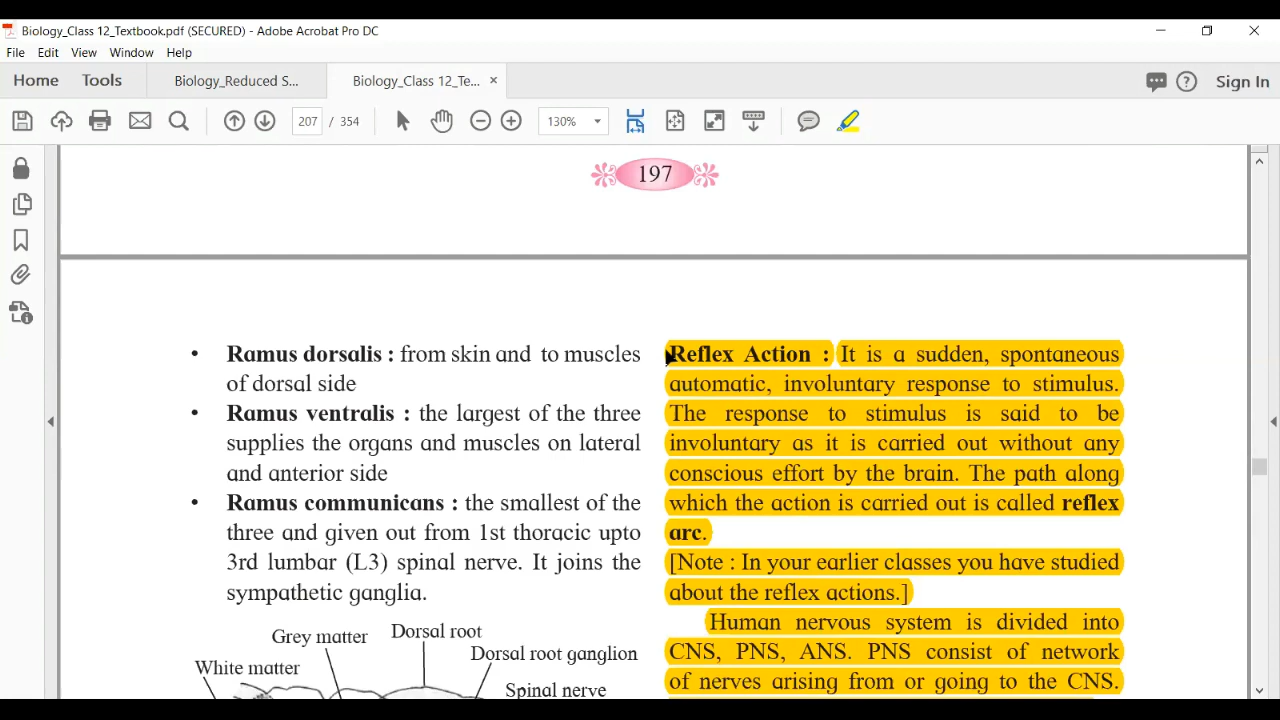 Biology_Class 12_Textbook.pdf (SECURED) - Adobe Acrobat Pro DC
File Edit View Window Help
Home Tools Biology_Reduced S... Biology_Class 12_Te... ×
Sign In
207 / 354 130%
197
• Ramus dorsalis : from skin and to muscles
of dorsal side
• Ramus ventralis : the largest of the three
supplies the organs and muscles on lateral
and anterior side
• Ramus communicans : the smallest of the
three and given out from 1st thoracic upto
3rd lumbar (L3) spinal nerve. It joins the
sympathetic ganglia.
Grey matter
Dorsal root
Dorsal root ganglion
White matter
Spinal nerve
Reflex Action : It is a sudden, spontaneous
automatic, involuntary response to stimulus.
The response to stimulus is said to be
involuntary as it is carried out without any
conscious effort by the brain. The path along
which the action is carried out is called reflex
arc.
[Note : In your earlier classes you have studied
about the reflex actions.]
Human nervous system is divided into
CNS, PNS, ANS. PNS consist of network
of nerves arising from or going to the CNS.